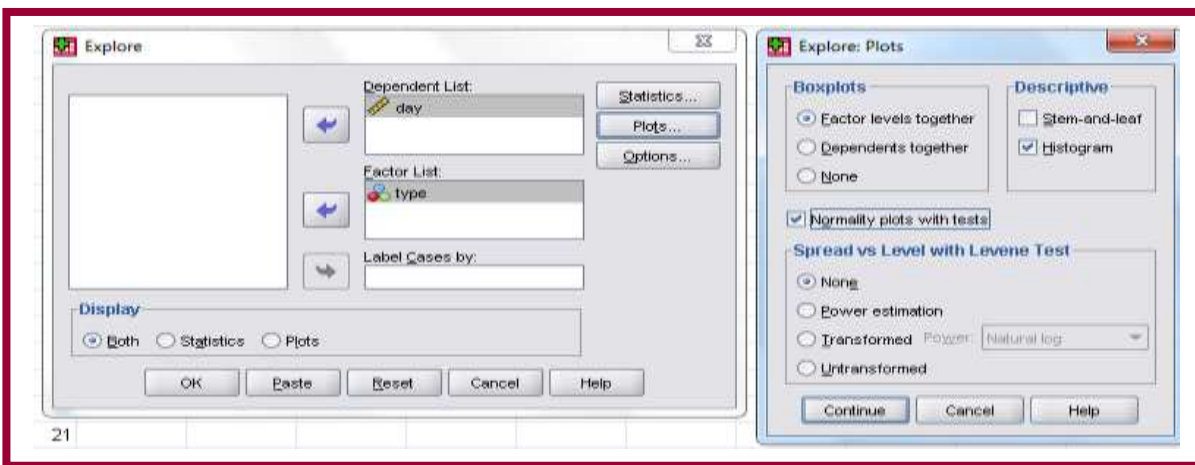 Explore
Dependent List:
day
Statistics...
Plots...
Options...
Factor List:
type
Label Cases by:
Display
Both Statistics Plots
OK Paste Reset Cancel Help
21
Explore: Plots
Boxplots
Factor levels together
Dependents together
None
Descriptive
Stem-and-leaf
Histogram
Normality plots with tests
Spread vs Level with Levene Test
None
Power estimation
Transformed Power: Natural log
Untransformed
Continue Cancel Help